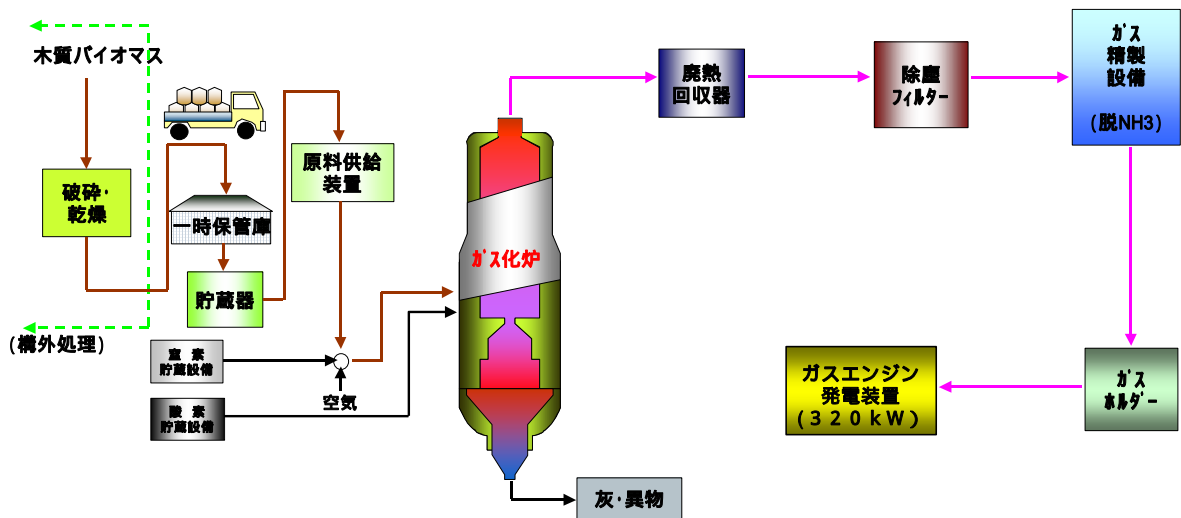 木質バイオマス
破砕・
乾燥
(構外処理)
一時保管庫
貯蔵器
原料供給
装置
窒 素
貯蔵設備
酸 素
貯蔵設備
空気
ガス化炉
灰・異物
廃熱
回収器
除塵
フィルター
ガス
精製
設備
(脱NH3)
ガス
ホルダー
ガスエンジン
発電装置
(320kW)